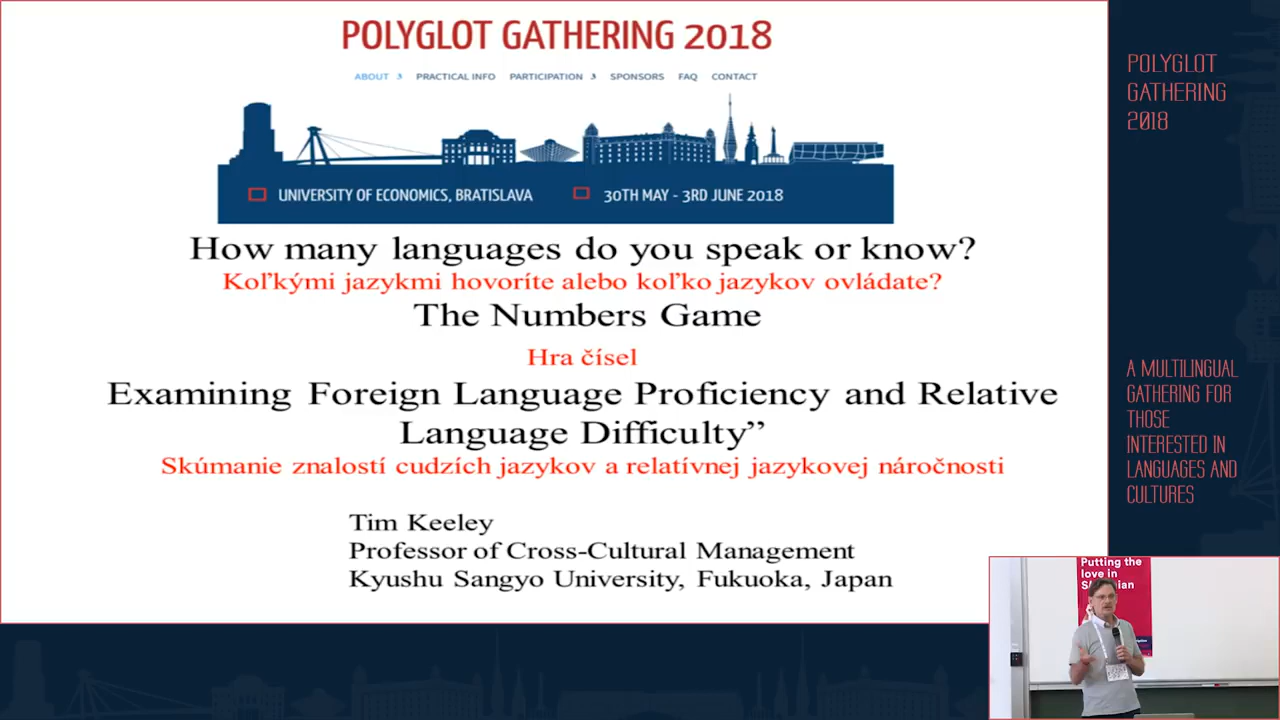 POLYGLOT GATHERING 2018
ABOUT PRACTICAL INFO PARTICIPATION SPONSORS FAQ CONTACT
UNIVERSITY OF ECONOMICS, BRATISLAVA 30TH MAY - 3RD JUNE 2018
How many languages do you speak or know?
Koľkými jazykmi hovoríte alebo koľko jazykov ovládate?
The Numbers Game
Hra čísel
Examining Foreign Language Proficiency and Relative
Language Difficulty”
Skúmanie znalostí cudzích jazykov a relatívnej jazykovej náročnosti
Tim Keeley
Professor of Cross-Cultural Management
Kyushu Sangyo University, Fukuoka, Japan
POLYGLOT
GATHERING
2018
A MULTILINGUAL
GATHERING FOR
THOSE
INTERESTED IN
LANGUAGES AND
CULTURES
Putting the
love in